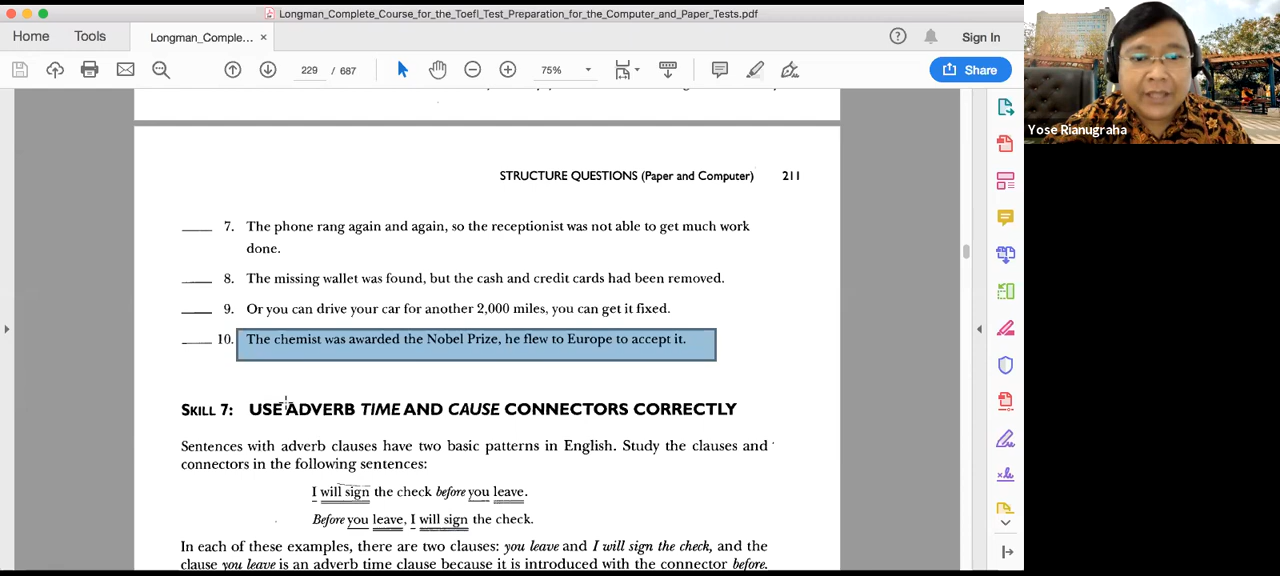 Longman_Complete_Course_for_the_Toefl_Test_Preparation_for_the_Computer_and_Paper_Tests.pdf
Home Tools Longman_Comple... × Sign In
229 / 687 75% Share
Yose Rianugraha
STRUCTURE QUESTIONS (Paper and Computer) 211
7. The phone rang again and again, so the receptionist was not able to get much work
done.
8. The missing wallet was found, but the cash and credit cards had been removed.
9. Or you can drive your car for another 2,000 miles, you can get it fixed.
10. The chemist was awarded the Nobel Prize, he flew to Europe to accept it.
SKILL 7: USE ADVERB TIME AND CAUSE CONNECTORS CORRECTLY
Sentences with adverb clauses have two basic patterns in English. Study the clauses and
connectors in the following sentences:
I will sign the check before you leave.
Before you leave, I will sign the check.
In each of these examples, there are two clauses: you leave and I will sign the check, and the
clause you leave is an adverb time clause because it is introduced with the connector before.